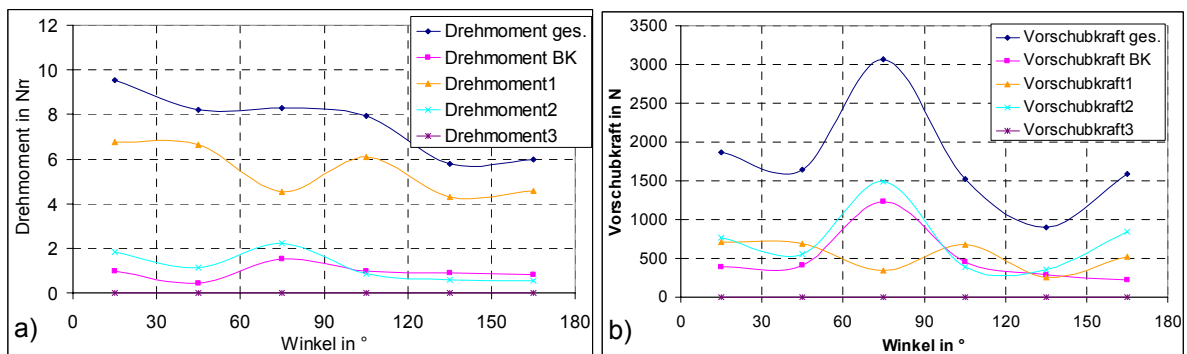 12
10
8
6
4
2
0
Drehmoment in Nm
0 30 60 90 120 150 180
Winkel in °
Drehmoment ges.
Drehmoment BK
Drehmoment1
Drehmoment2
Drehmoment3
a)
3500
3000
2500
2000
1500
1000
500
0
Vorschubkraft in N
0 30 60 90 120 150 180
Winkel in °
Vorschubkraft ges.
Vorschubkraft BK
Vorschubkraft1
Vorschubkraft2
Vorschubkraft3
b)